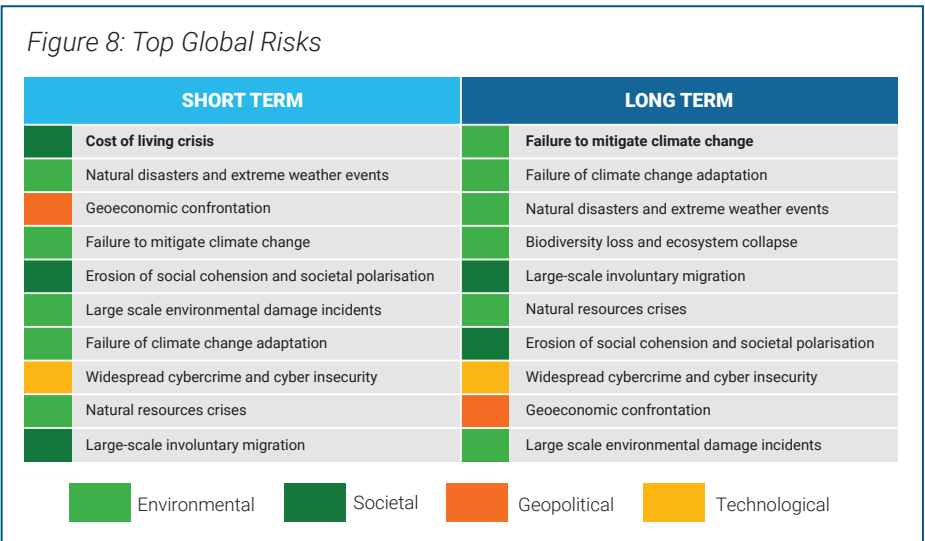 Figure 8: Top Global Risks
SHORT TERM LONG TERM
Cost of living crisis Failure to mitigate climate change
Natural disasters and extreme weather events Failure of climate change adaptation
Geoeconomic confrontation Natural disasters and extreme weather events
Failure to mitigate climate change Biodiversity loss and ecosystem collapse
Erosion of social cohension and societal polarisation Large-scale involuntary migration
Large scale environmental damage incidents Natural resources crises
Failure of climate change adaptation Erosion of social cohension and societal polarisation
Widespread cybercrime and cyber insecurity Widespread cybercrime and cyber insecurity
Natural resources crises Geoeconomic confrontation
Large-scale involuntary migration Large scale environmental damage incidents
Environmental Societal Geopolitical Technological